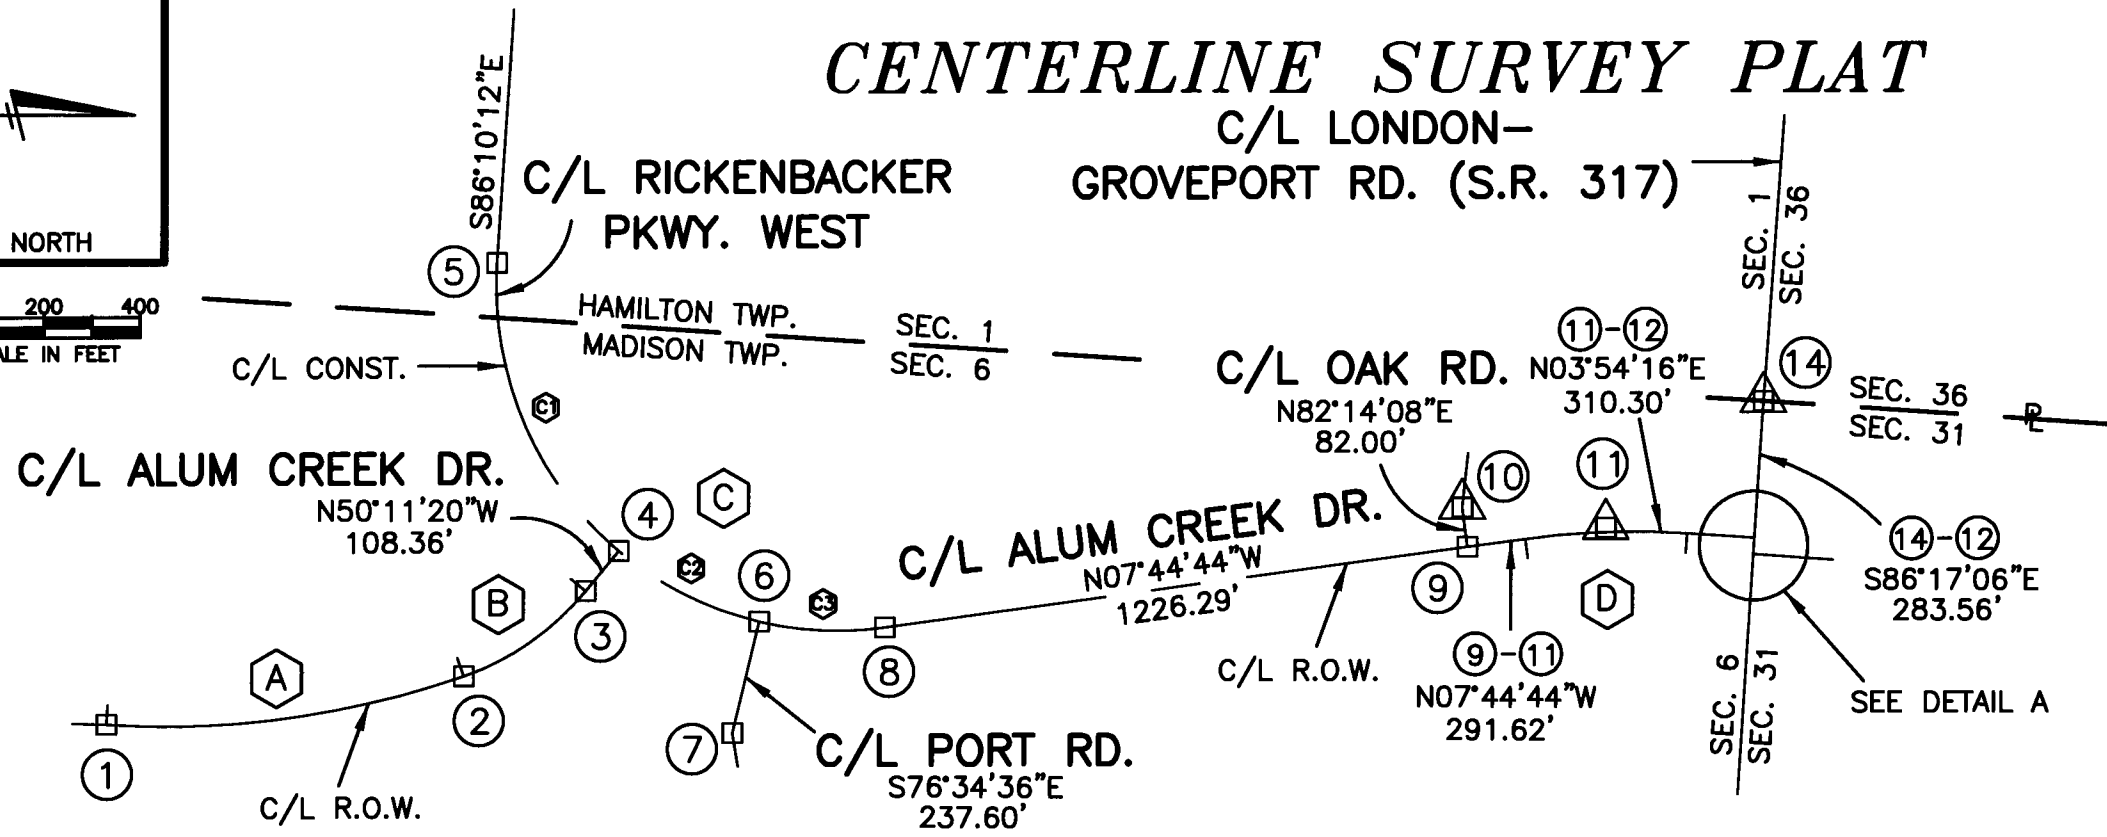 CENTERLINE SURVEY PLAT
NORTH
200 400
FEET
IN
S86°10'12"E
5
C/L RICKENBACKER
PKWY. WEST
C/L LONDON-
GROVEPORT RD. (S.R. 317)
SEC. 1
SEC. 36
HAMILTON TWP.
MADISON TWP.
SEC. 1
SEC. 6
C/L CONST.
C1
C/L OAK RD.
N82°14'08"E
82.00'
11-12
N03°54'16"E
310.30'
14
SEC. 36
SEC. 31
PL
C/L ALUM CREEK DR.
N50°11'20"W
108.36'
4
C
C2
6
C3
C/L ALUM CREEK DR.
N07°44'44"W
1226.29'
10
11
14-12
S86°17'06"E
283.56'
A
B
3
2
1
C/L R.O.W.
7
8
C/L PORT RD.
S76°34'36"E
237.60'
C/L R.O.W.
9
9-11
N07°44'44"W
291.62'
D
SEC. 6
SEC. 31
SEE DETAIL A